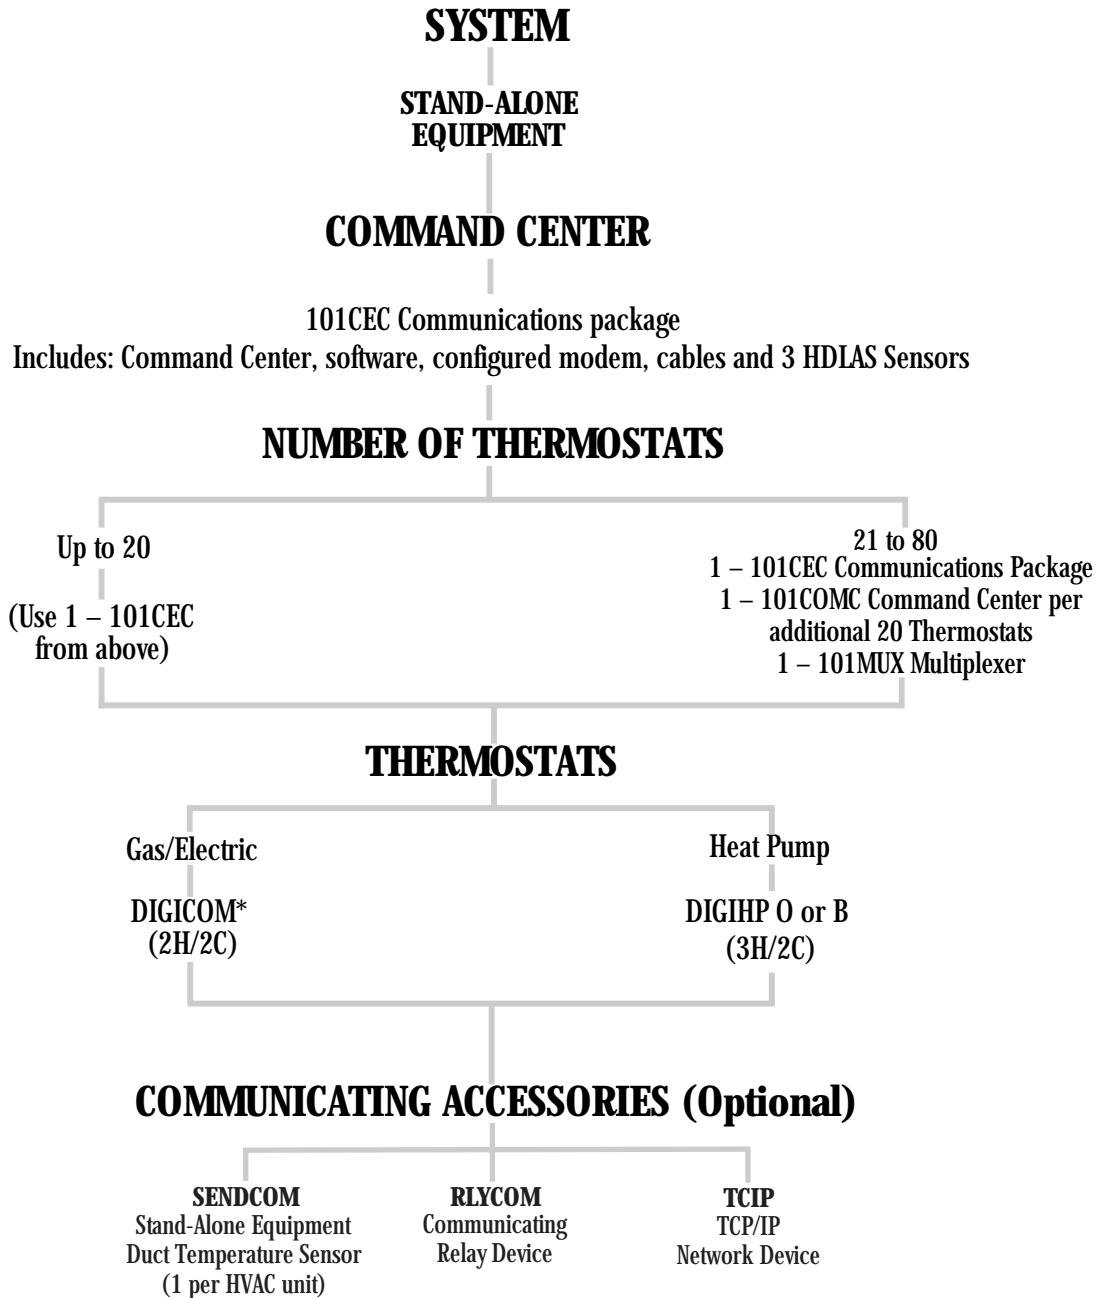 SYSTEM
STAND-ALONE
EQUIPMENT
COMMAND CENTER
101CEC Communications package
Includes: Command Center, software, configured modem, cables and 3 HDLAS Sensors
NUMBER OF THERMOSTATS
Up to 20
(Use 1 – 101CEC
from above)
21 to 80
1 – 101CEC Communications Package
1 – 101COMC Command Center per
additional 20 Thermostats
1 – 101MUX Multiplexer
THERMOSTATS
Gas/Electric
DIGICOM*
(2H/2C)
Heat Pump
DIGIHP O or B
(3H/2C)
COMMUNICATING ACCESSORIES (Optional)
SENDCOM
Stand-Alone Equipment
Duct Temperature Sensor
(1 per HVAC unit)
RLYCOM
Communicating
Relay Device
TCIP
TCP/IP
Network Device